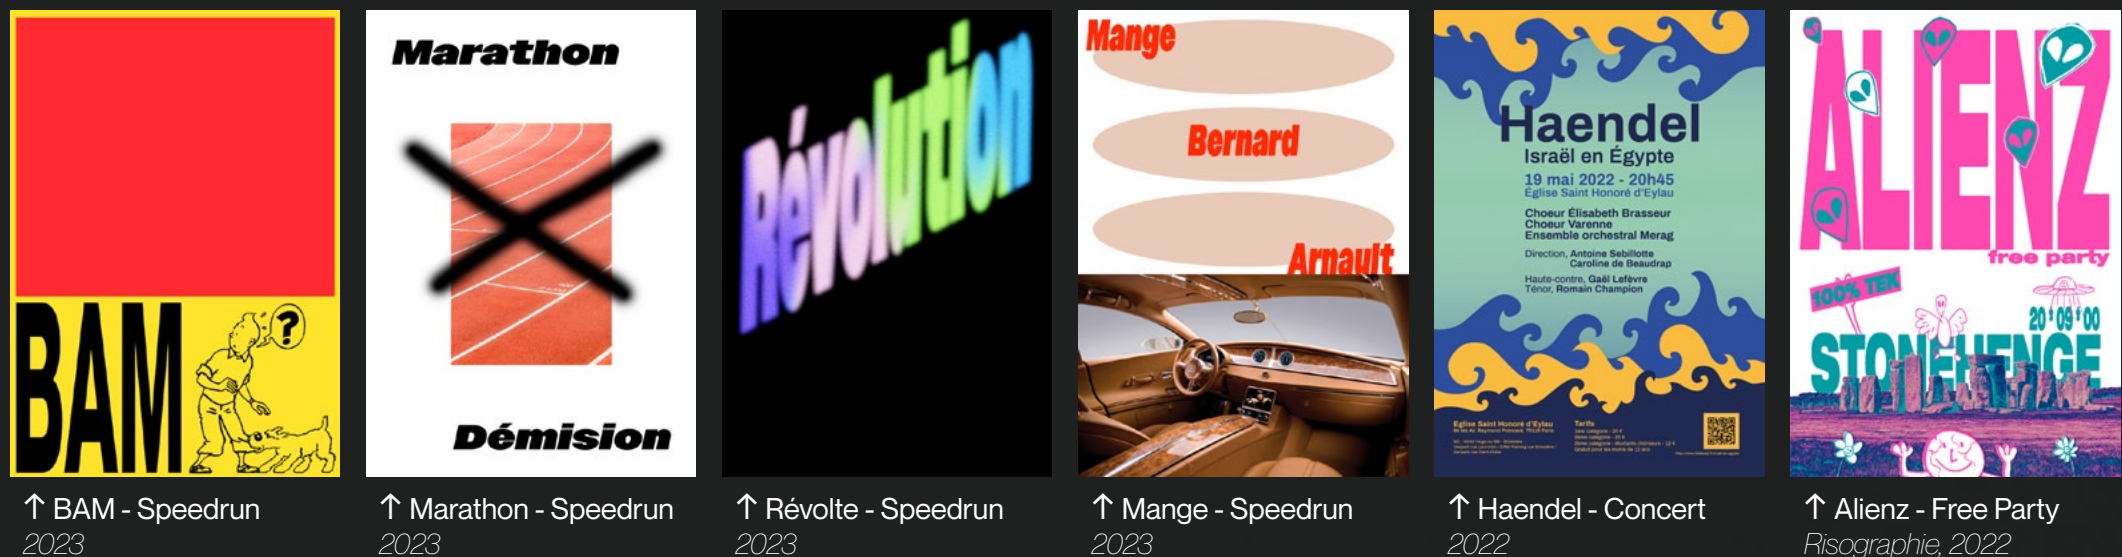 BAM
?
↑ BAM - Speedrun
2023
Marathon
Démision
↑ Marathon - Speedrun
2023
Révolution
↑ Révolte - Speedrun
2023
Mange
Bernard
Arnault
↑ Mange - Speedrun
2023
Haendel
Israël en Égypte
19 mai 2022 - 20h45
Église Saint Honoré d'Eylau
Choeur Élisabeth Brasseur
Choeur Varenne
Ensemble orchestral Merag
Direction, Antoine Sebillotte
Caroline de Beaudrap
Haute-contre, Gaël Lefèvre
Ténor, Romain Champion
Eglise Saint Honoré d'Eylau
Tarifs
↑ Haendel - Concert
2022
ALIENZ
free party
100% TEK
20*09*00
STONEHENGE
↑ Alienz - Free Party
Risographie, 2022